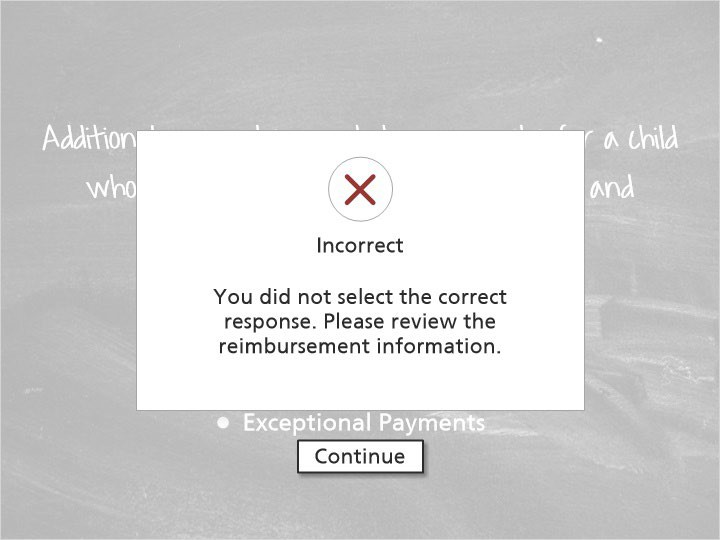 Addition r a child
who and
Incorrect
You did not select the correct
response. Please review the
reimbursement information.
Exceptional Payments
Continue